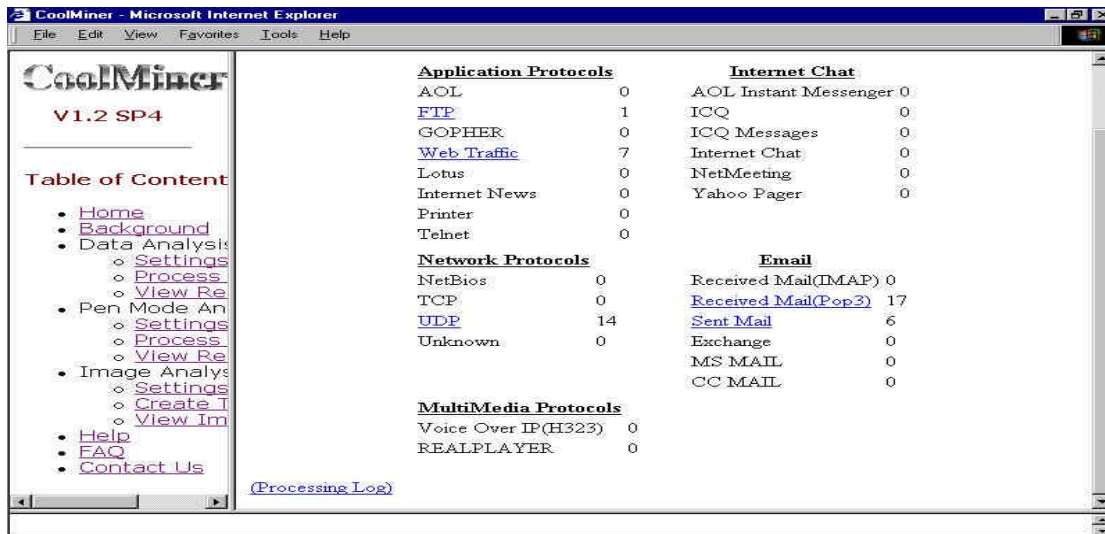 CoolMiner - Microsoft Internet Explorer
File Edit View Favorites Tools Help
CoolMiner
V1.2 SP4
Table of Content
Home
Background
Data Analysis
Settings
Process
View Re
Pen Mode An
Settings
Process
View Re
Image Analys
Settings
Create T
View Im
Help
FAQ
Contact Us
Application Protocols
AOL 0
FTP 1
GOPHER 0
Web Traffic 7
Lotus 0
Internet News 0
Printer 0
Telnet 0
Internet Chat
AOL Instant Messenger 0
ICQ 0
ICQ Messages 0
Internet Chat 0
NetMeeting 0
Yahoo Pager 0
Network Protocols
NetBios 0
TCP 0
UDP 14
Unknown 0
Email
Received Mail(IMAP) 0
Received Mail(Pop3) 17
Sent Mail 6
Exchange 0
MS MAIL 0
CC MAIL 0
MultiMedia Protocols
Voice Over IP(H323) 0
REALPLAYER 0
(Processing Log)